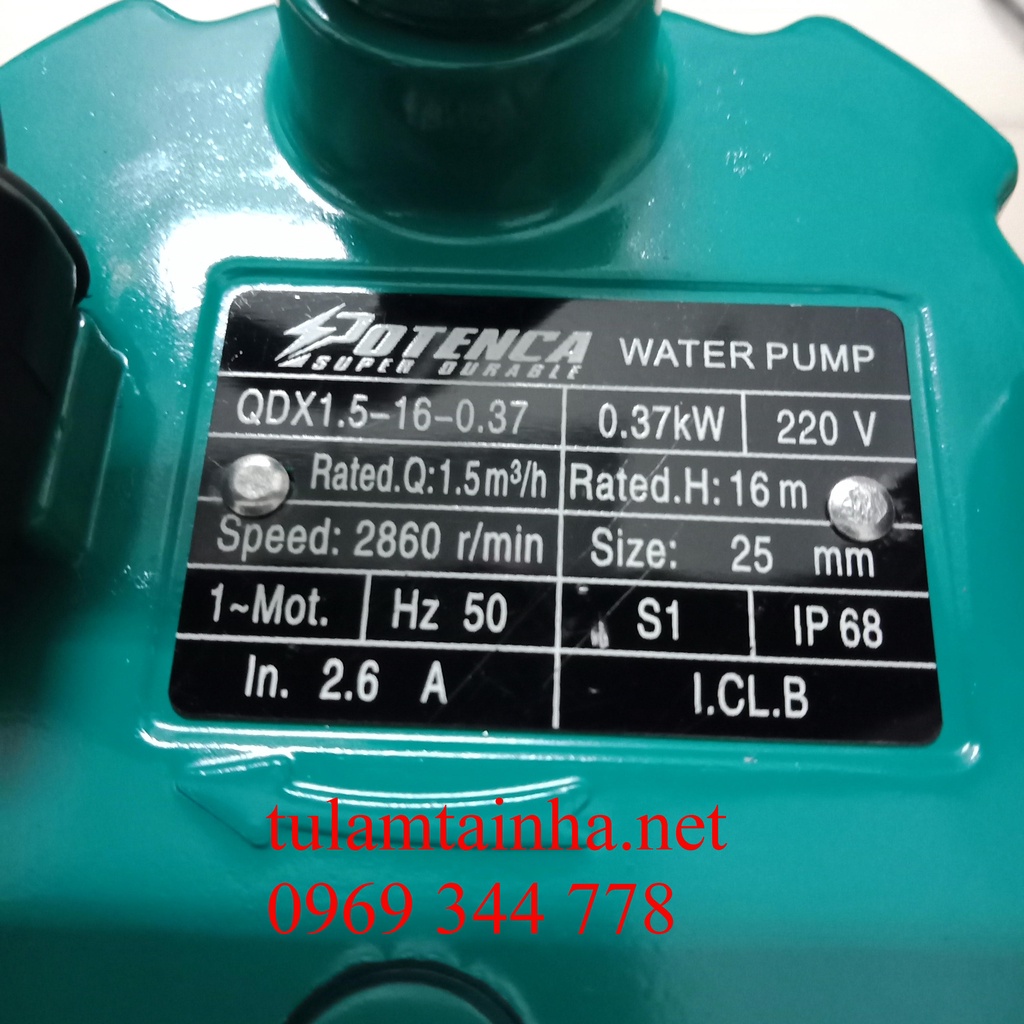 POTENCA WATER PUMP
SUPER DURABLE
QDX1.5-16-0.37 0.37kW 220 V
Rated.Q:1.5m³/h Rated.H:16m
Speed: 2860 r/min Size: 25 mm
1~Mot. Hz 50 S1 IP 68
In. 2.6 A I.CL.B
tulamtainha.net
0969 344 778